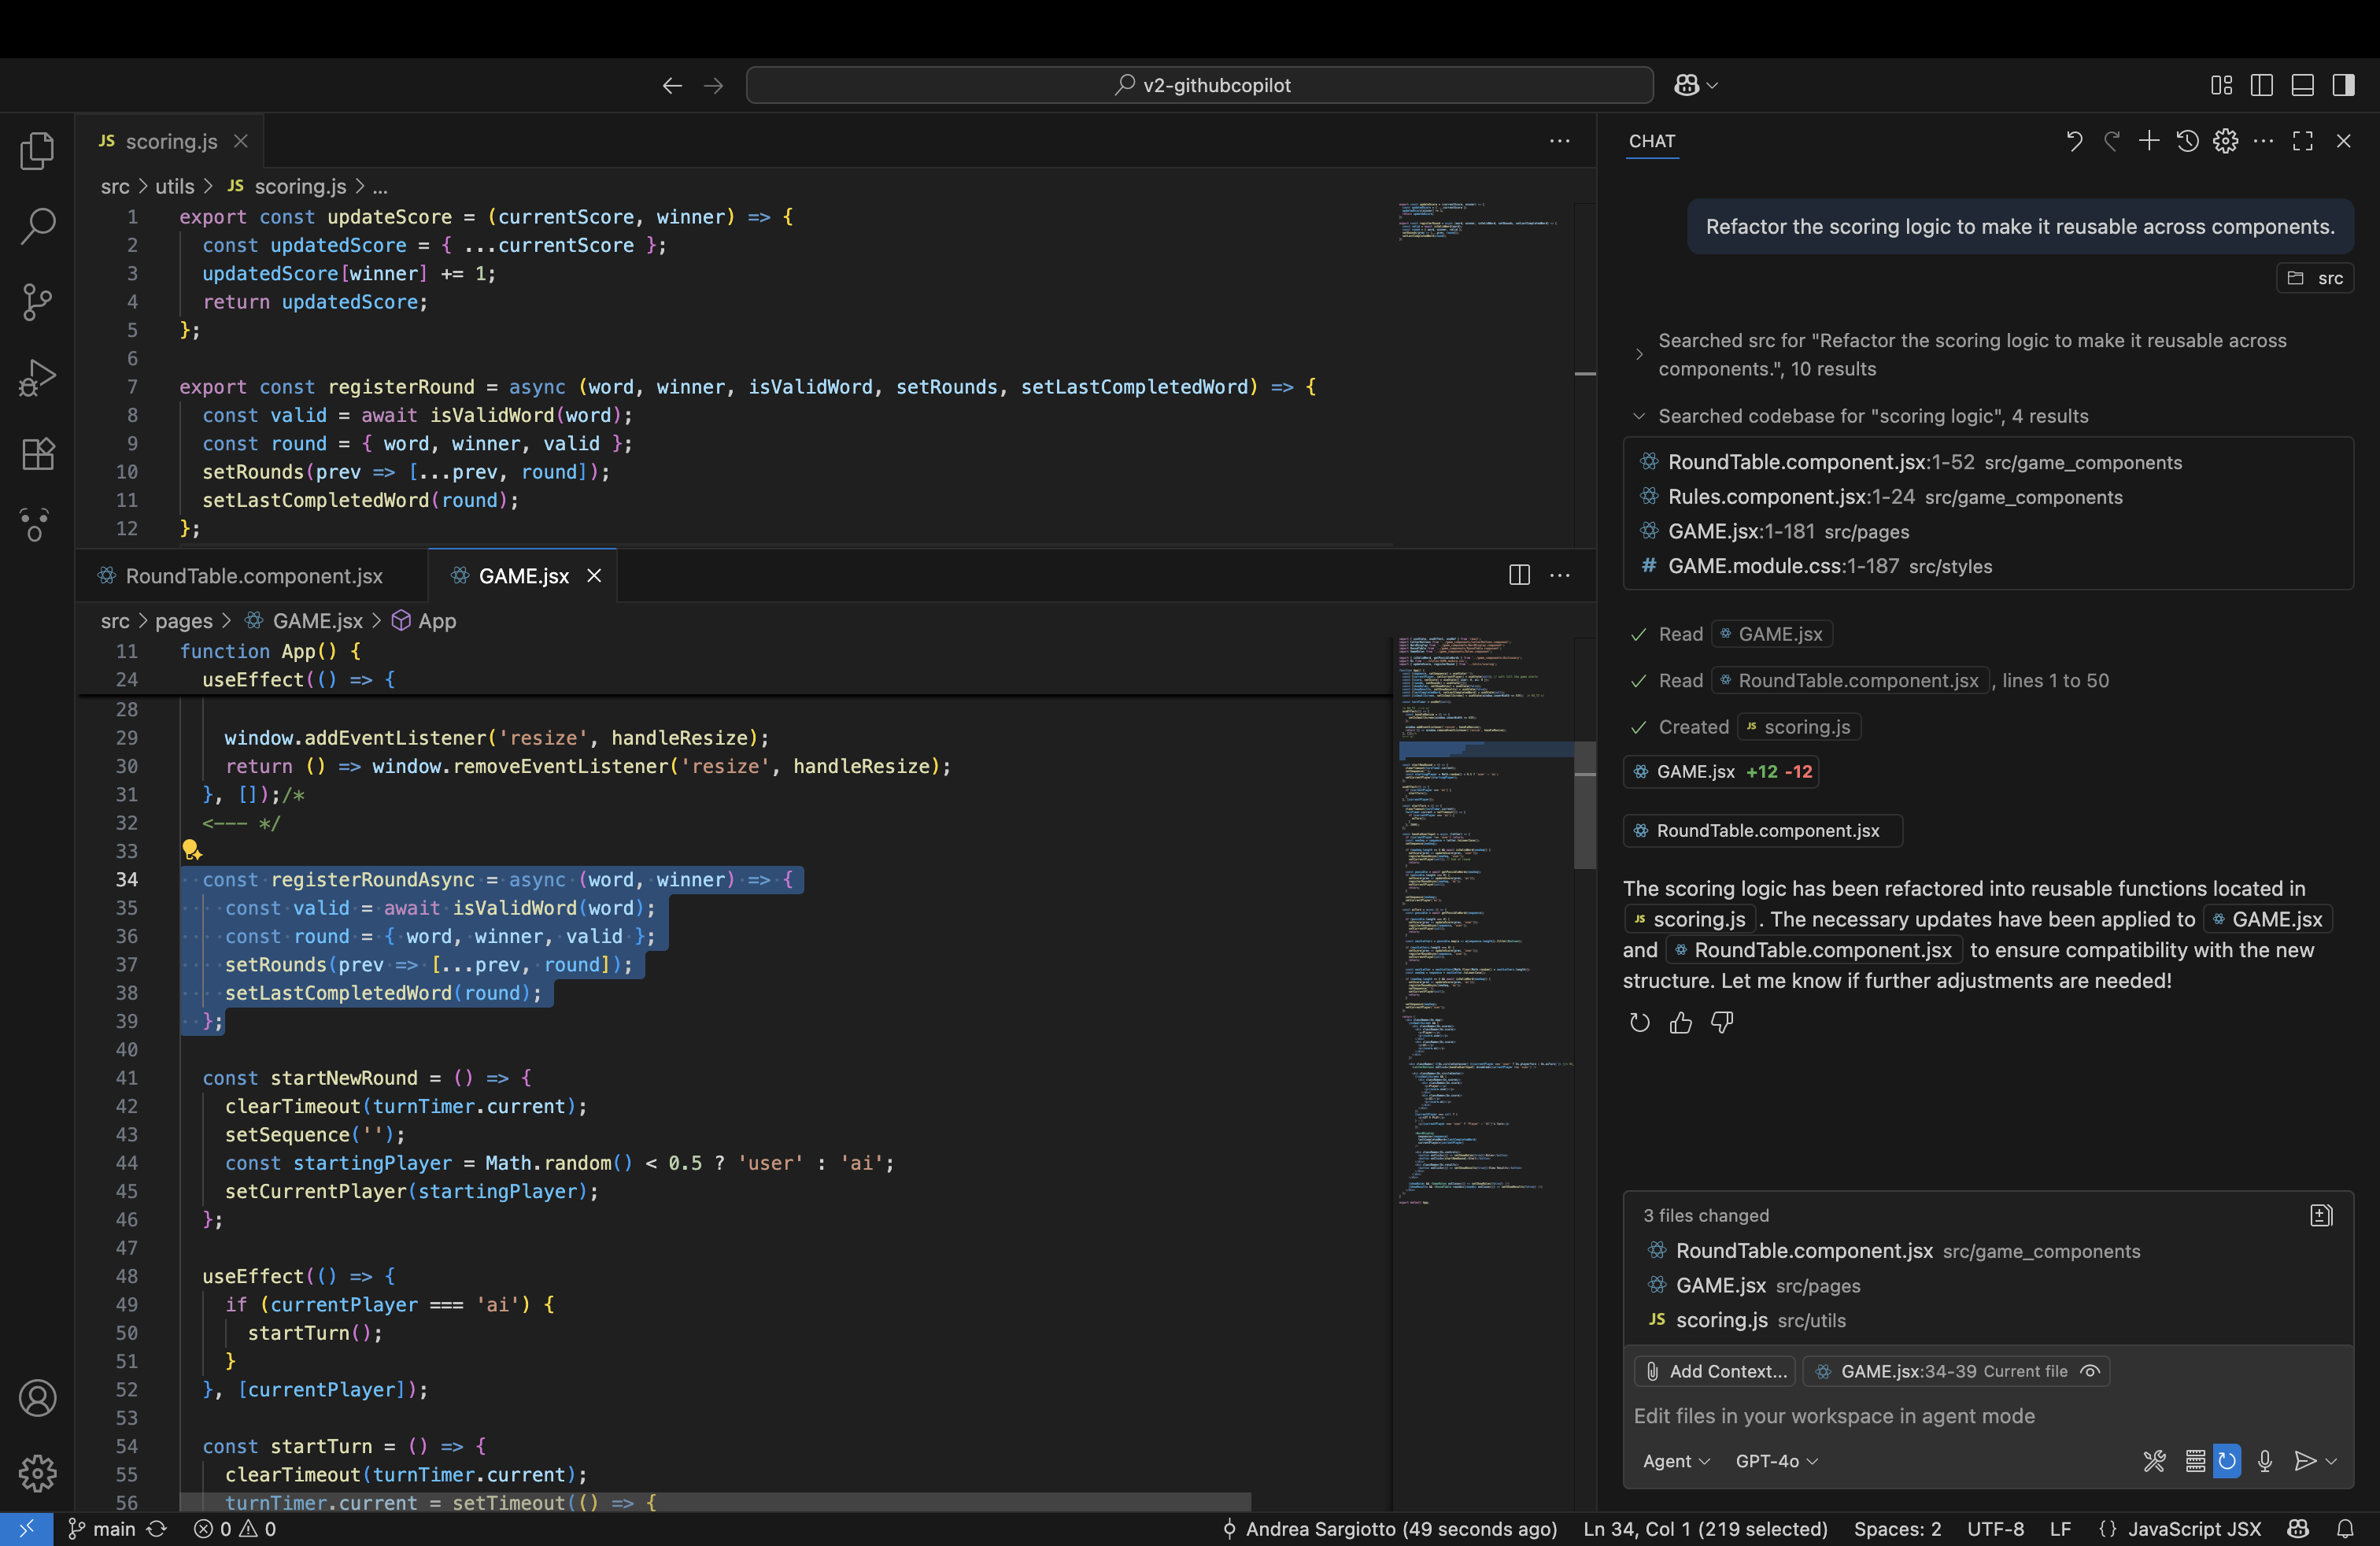 v2-githubcopilot
JS scoring.js
src > utils > JS scoring.js > ...
1 export const updateScore = (currentScore, winner) => {
2 const updatedScore = { ...currentScore };
3 updatedScore[winner] += 1;
4 return updatedScore;
5 };
6
7 export const registerRound = async (word, winner, isValidWord, setRounds, setLastCompletedWord) => {
8 const valid = await isValidWord(word);
9 const round = { word, winner, valid };
10 setRounds(prev => [...prev, round]);
11 setLastCompletedWord(round);
12 };
RoundTable.component.jsx GAME.jsx
src > pages > GAME.jsx > App
11 function App() {
24 useEffect(() => {
28
29 window.addEventListener('resize', handleResize);
30 return () => window.removeEventListener('resize', handleResize);
31 }, []);/*
32 <--- */
33
34 const registerRoundAsync = async (word, winner) => {
35 const valid = await isValidWord(word);
36 const round = { word, winner, valid };
37 setRounds(prev => [...prev, round]);
38 setLastCompletedWord(round);
39 };
40
41 const startNewRound = () => {
42 clearTimeout(turnTimer.current);
43 setSequence('');
44 const startingPlayer = Math.random() < 0.5 ? 'user' : 'ai';
45 setCurrentPlayer(startingPlayer);
46 };
47
48 useEffect(() => {
49 if (currentPlayer === 'ai') {
50 startTurn();
51 }
52 }, [currentPlayer]);
53
54 const startTurn = () => {
55 clearTimeout(turnTimer.current);
56 turnTimer.current = setTimeout(() => {
CHAT
Refactor the scoring logic to make it reusable across components.
src
Searched src for "Refactor the scoring logic to make it reusable across
components.", 10 results
Searched codebase for "scoring logic", 4 results
RoundTable.component.jsx:1-52 src/game_components
Rules.component.jsx:1-24 src/game_components
GAME.jsx:1-181 src/pages
# GAME.module.css:1-187 src/styles
Read GAME.jsx
Read RoundTable.component.jsx , lines 1 to 50
Created JS scoring.js
GAME.jsx +12 -12
RoundTable.component.jsx
The scoring logic has been refactored into reusable functions located in
JS scoring.js . The necessary updates have been applied to GAME.jsx
and RoundTable.component.jsx to ensure compatibility with the new
structure. Let me know if further adjustments are needed!
3 files changed
RoundTable.component.jsx src/game_components
GAME.jsx src/pages
JS scoring.js src/utils
Add Context... GAME.jsx:34-39 Current file
Edit files in your workspace in agent mode
Agent GPT-4o
main 0 0 Andrea Sargiotto (49 seconds ago) Ln 34, Col 1 (219 selected) Spaces: 2 UTF-8 LF {} JavaScript JSX